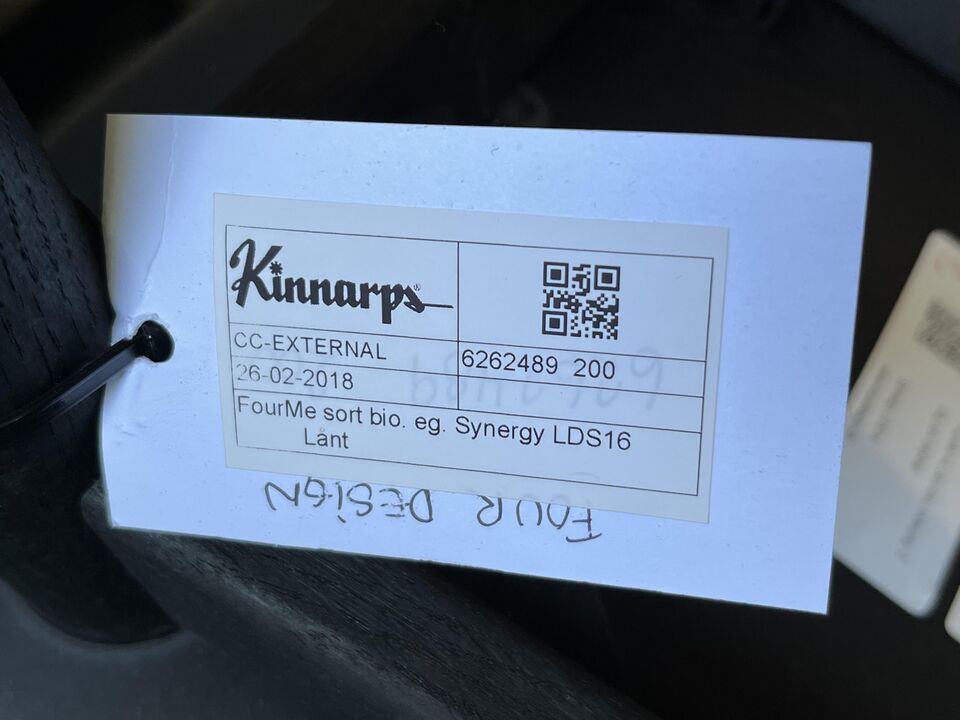 Kinnarps
CC-EXTERNAL
6262489 200
26-02-2018
FourMe sort bio. eg. Synergy LDS16
Lånt
FOUR DESIGN